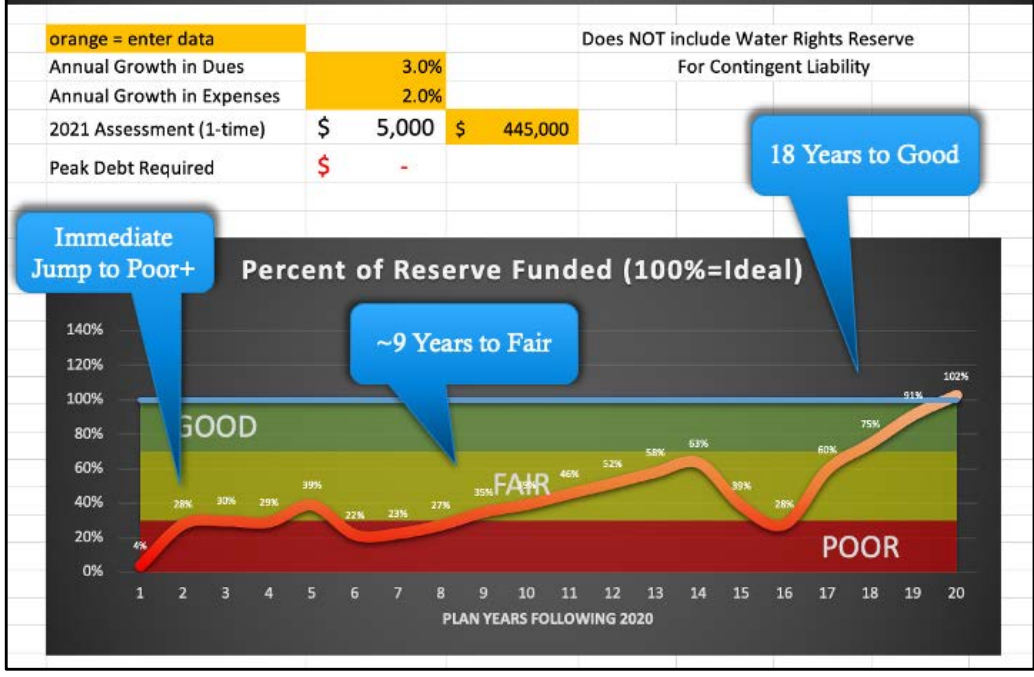 orange = enter data
Does NOT include Water Rights Reserve
Annual Growth in Dues 3.0%
For Contingent Liability
Annual Growth in Expenses 2.0%
2021 Assessment (1-time) $ 5,000 $ 445,000
Peak Debt Required $ -
18 Years to Good
Immediate
Jump to Poor+
Percent of Reserve Funded (100%=Ideal)
~9 Years to Fair
140%
120%
100%
80%
60%
40%
20%
0%
GOOD
FAIR
POOR
4%
28%
30%
29%
39%
22%
23%
27%
35%
39%
46%
52%
58%
63%
39%
28%
60%
75%
91%
102%
1 2 3 4 5 6 7 8 9 10 11 12 13 14 15 16 17 18 19 20
PLAN YEARS FOLLOWING 2020